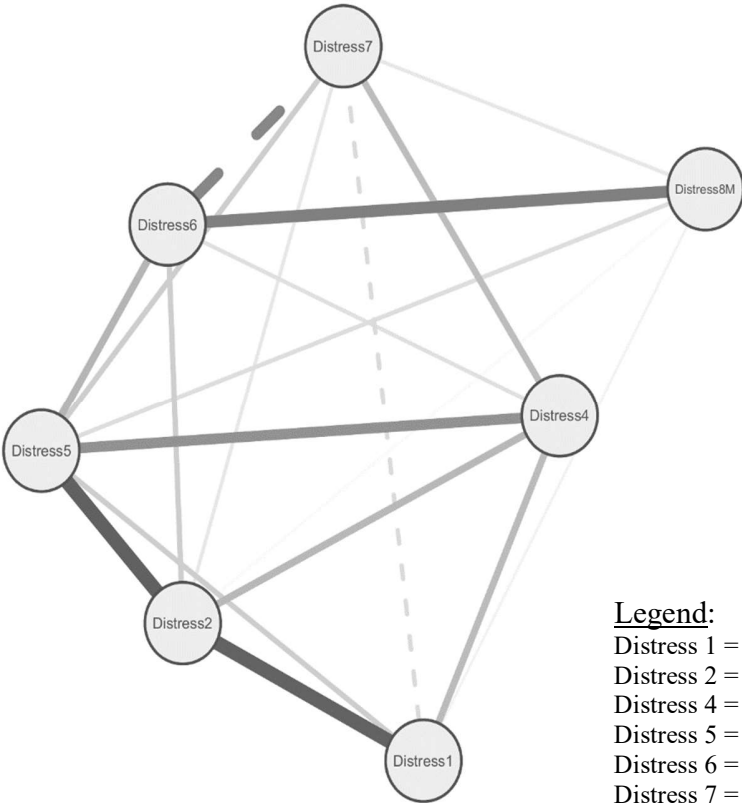 Distress7
Distress8M
Distress6
Distress4
Distress5
Distress2
Distress1
Legend:
Distress 1 =
Distress 2 =
Distress 4 =
Distress 5 =
Distress 6 =
Distress 7 =